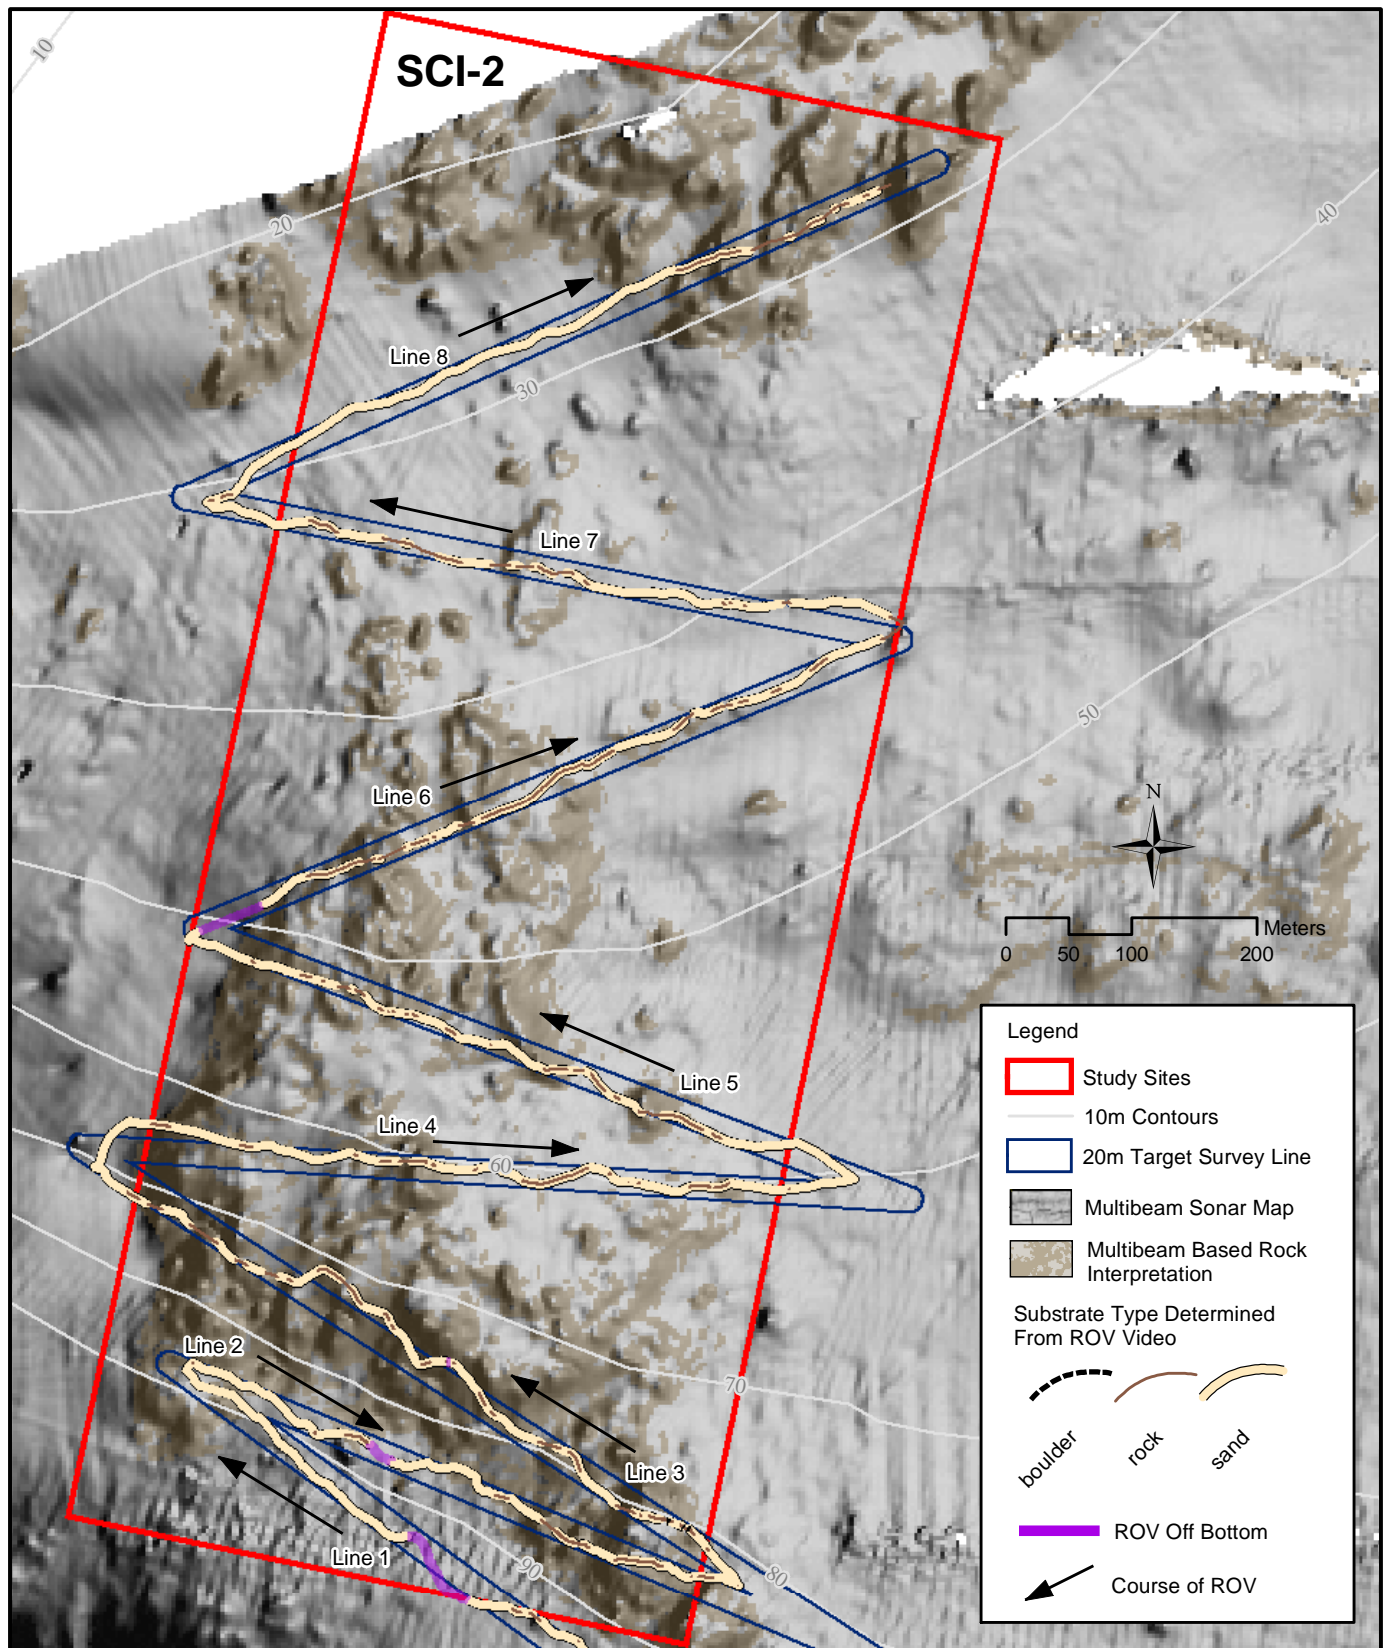 10
SCI-2
20
40
Line 8
30
Line 7
50
Line 6
N
Meters
0 50 100 200
Line 5
Line 4
60
Legend
Study Sites
10m Contours
20m Target Survey Line
Multibeam Sonar Map
Multibeam Based Rock
Interpretation
Substrate Type Determined
From ROV Video
boulder
rock
sand
ROV Off Bottom
Course of ROV
Line 2
70
Line 3
Line 1
90
80